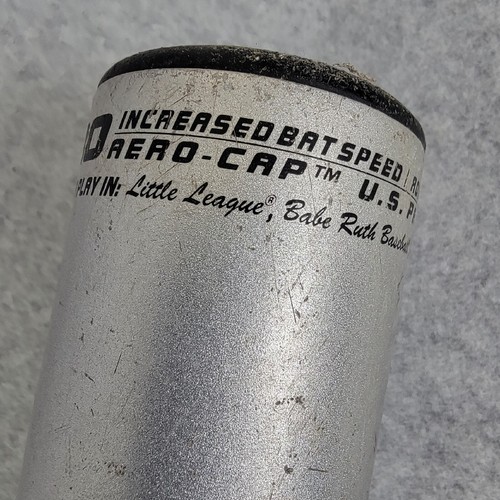 INCREASED BAT SPEED /
AERO-CAP™ U.S. P
PLAY IN: Little League®, Babe Ruth Baseball